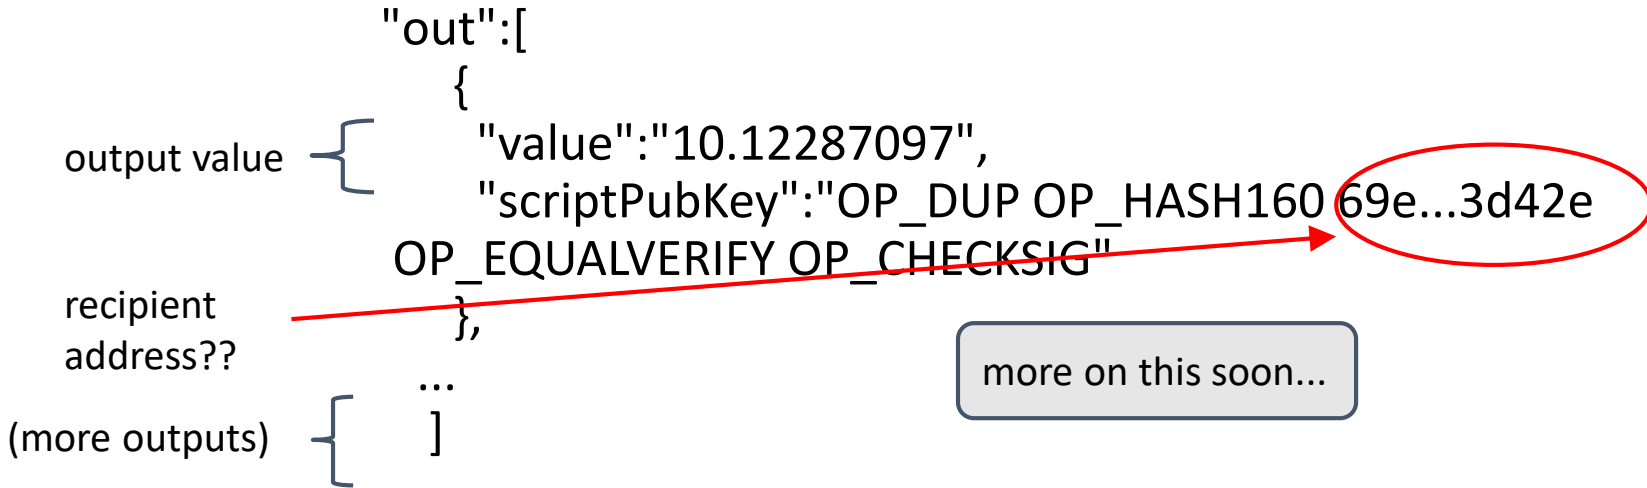 "out":[
{
output value
"value":"10.12287097",
"scriptPubKey":"OP_DUP OP_HASH160 69e...3d42e
OP_EQUALVERIFY OP_CHECKSIG"
},
recipient
address??
...
more on this soon...
(more outputs)
]